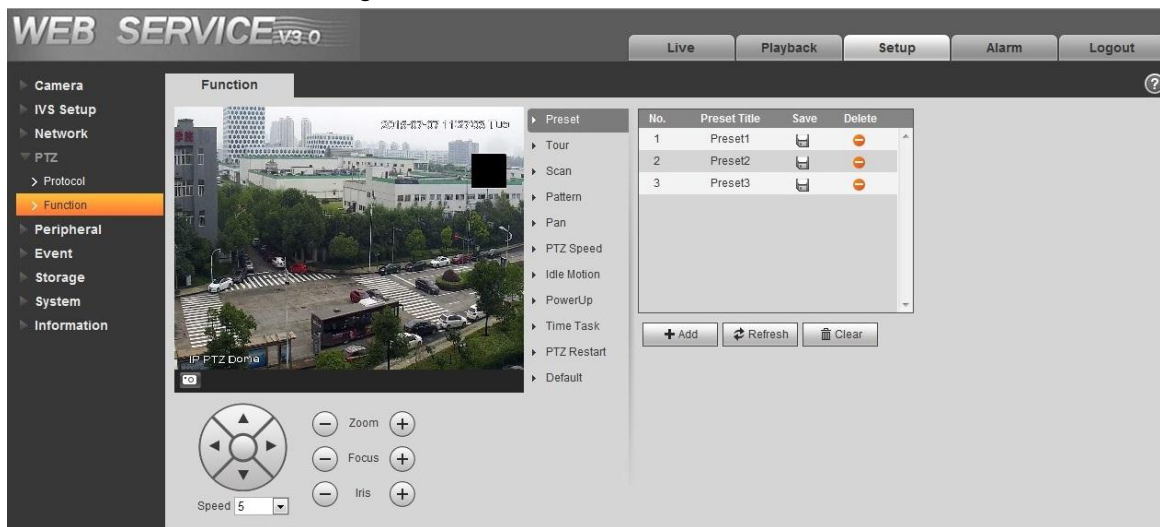 WEB SERVICE V3.0
Live
Playback
Setup
Alarm
Logout
Camera
IVS Setup
Network
PTZ
Protocol
Function
Peripheral
Event
Storage
System
Information
Function
IP PTZ Dome
Preset
Tour
Scan
Pattern
Pan
PTZ Speed
Idle Motion
PowerUp
Time Task
PTZ Restart
Default
No. Preset Title Save Delete
1 Preset1
2 Preset2
3 Preset3
Add
Refresh
Clear
Zoom
Focus
Iris
Speed 5